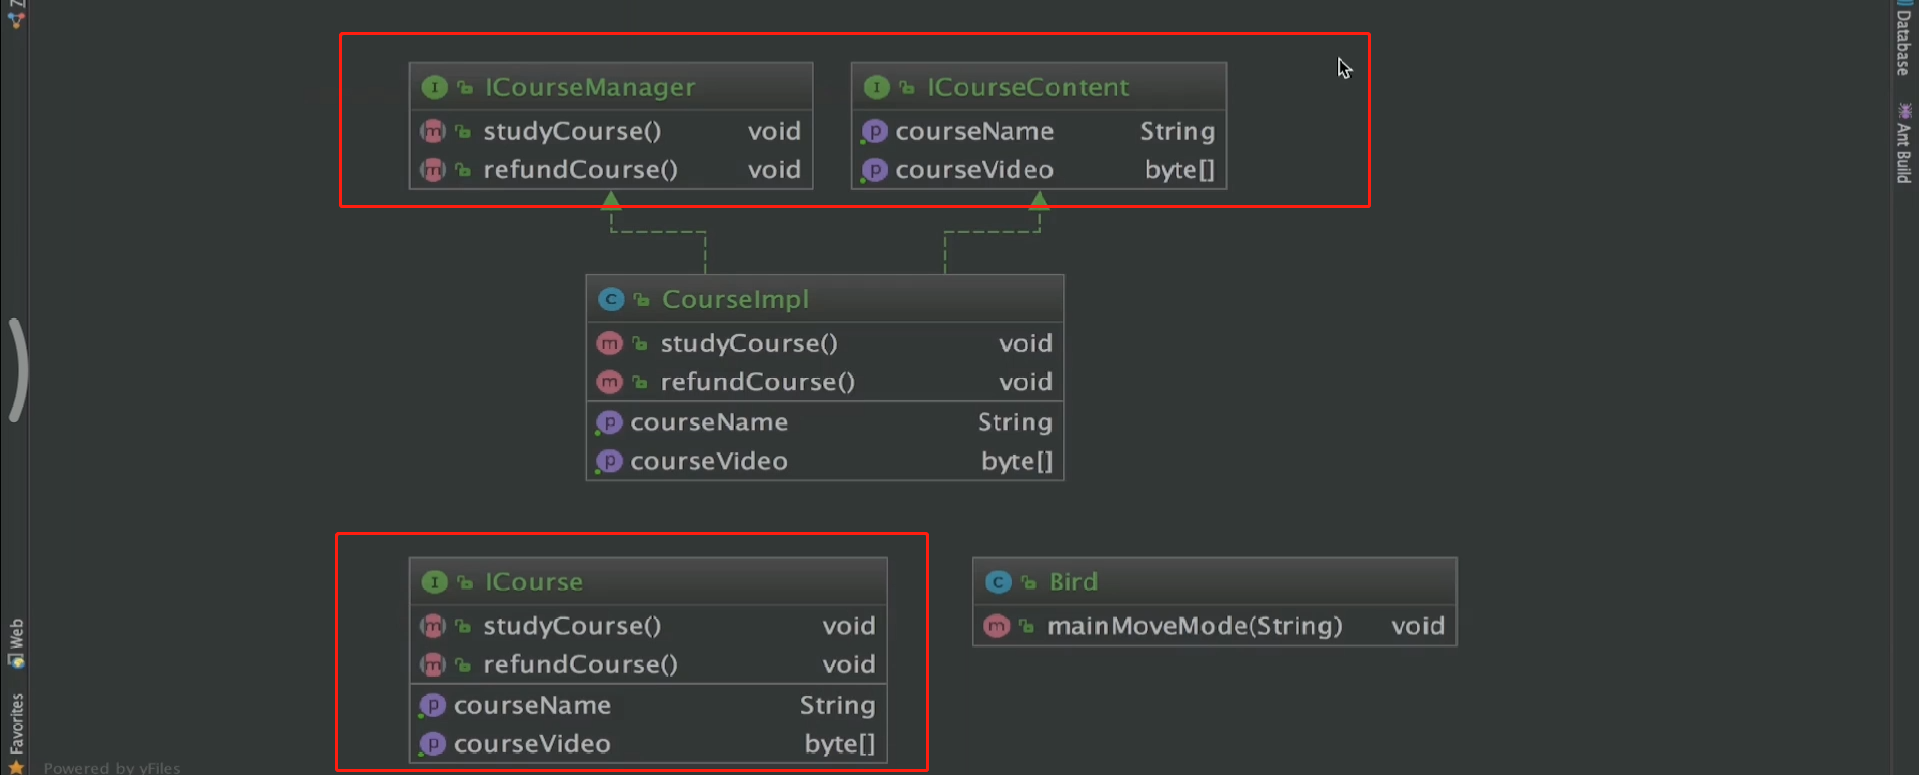 ICourseManager
studyCourse() void
refundCourse() void
ICourseContent
courseName String
courseVideo byte[]
CourseImpl
studyCourse() void
refundCourse() void
courseName String
courseVideo byte[]
ICourse
studyCourse() void
refundCourse() void
courseName String
courseVideo byte[]
Bird
mainMoveMode(String) void
Web
Favorites
Powered by yFiles
Database
Ant Build